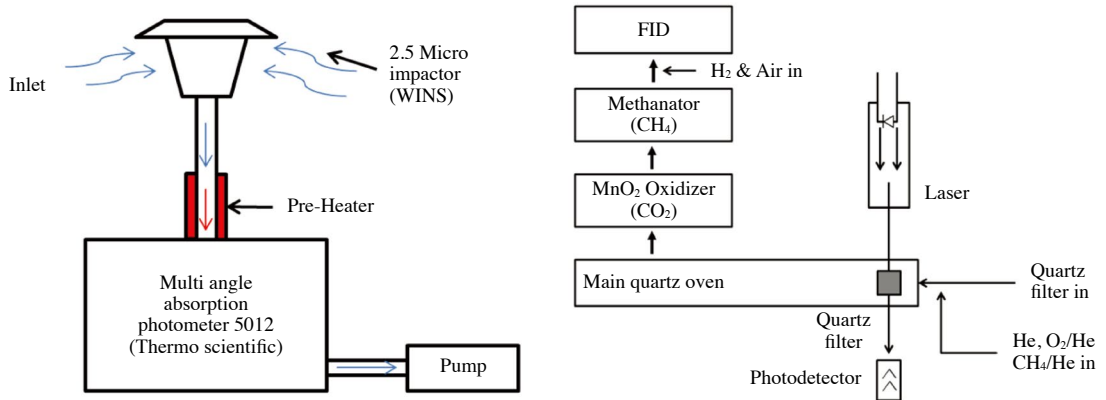 Inlet
2.5 Micro
impactor
(WINS)
Pre-Heater
Multi angle
absorption
photometer 5012
(Thermo scientific)
Pump
FID
H₂ & Air in
Methanator
(CH₄)
MnO₂ Oxidizer
(CO₂)
Laser
Main quartz oven
Quartz
filter in
Quartz
filter
He, O₂/He
CH₄/He in
Photodetector